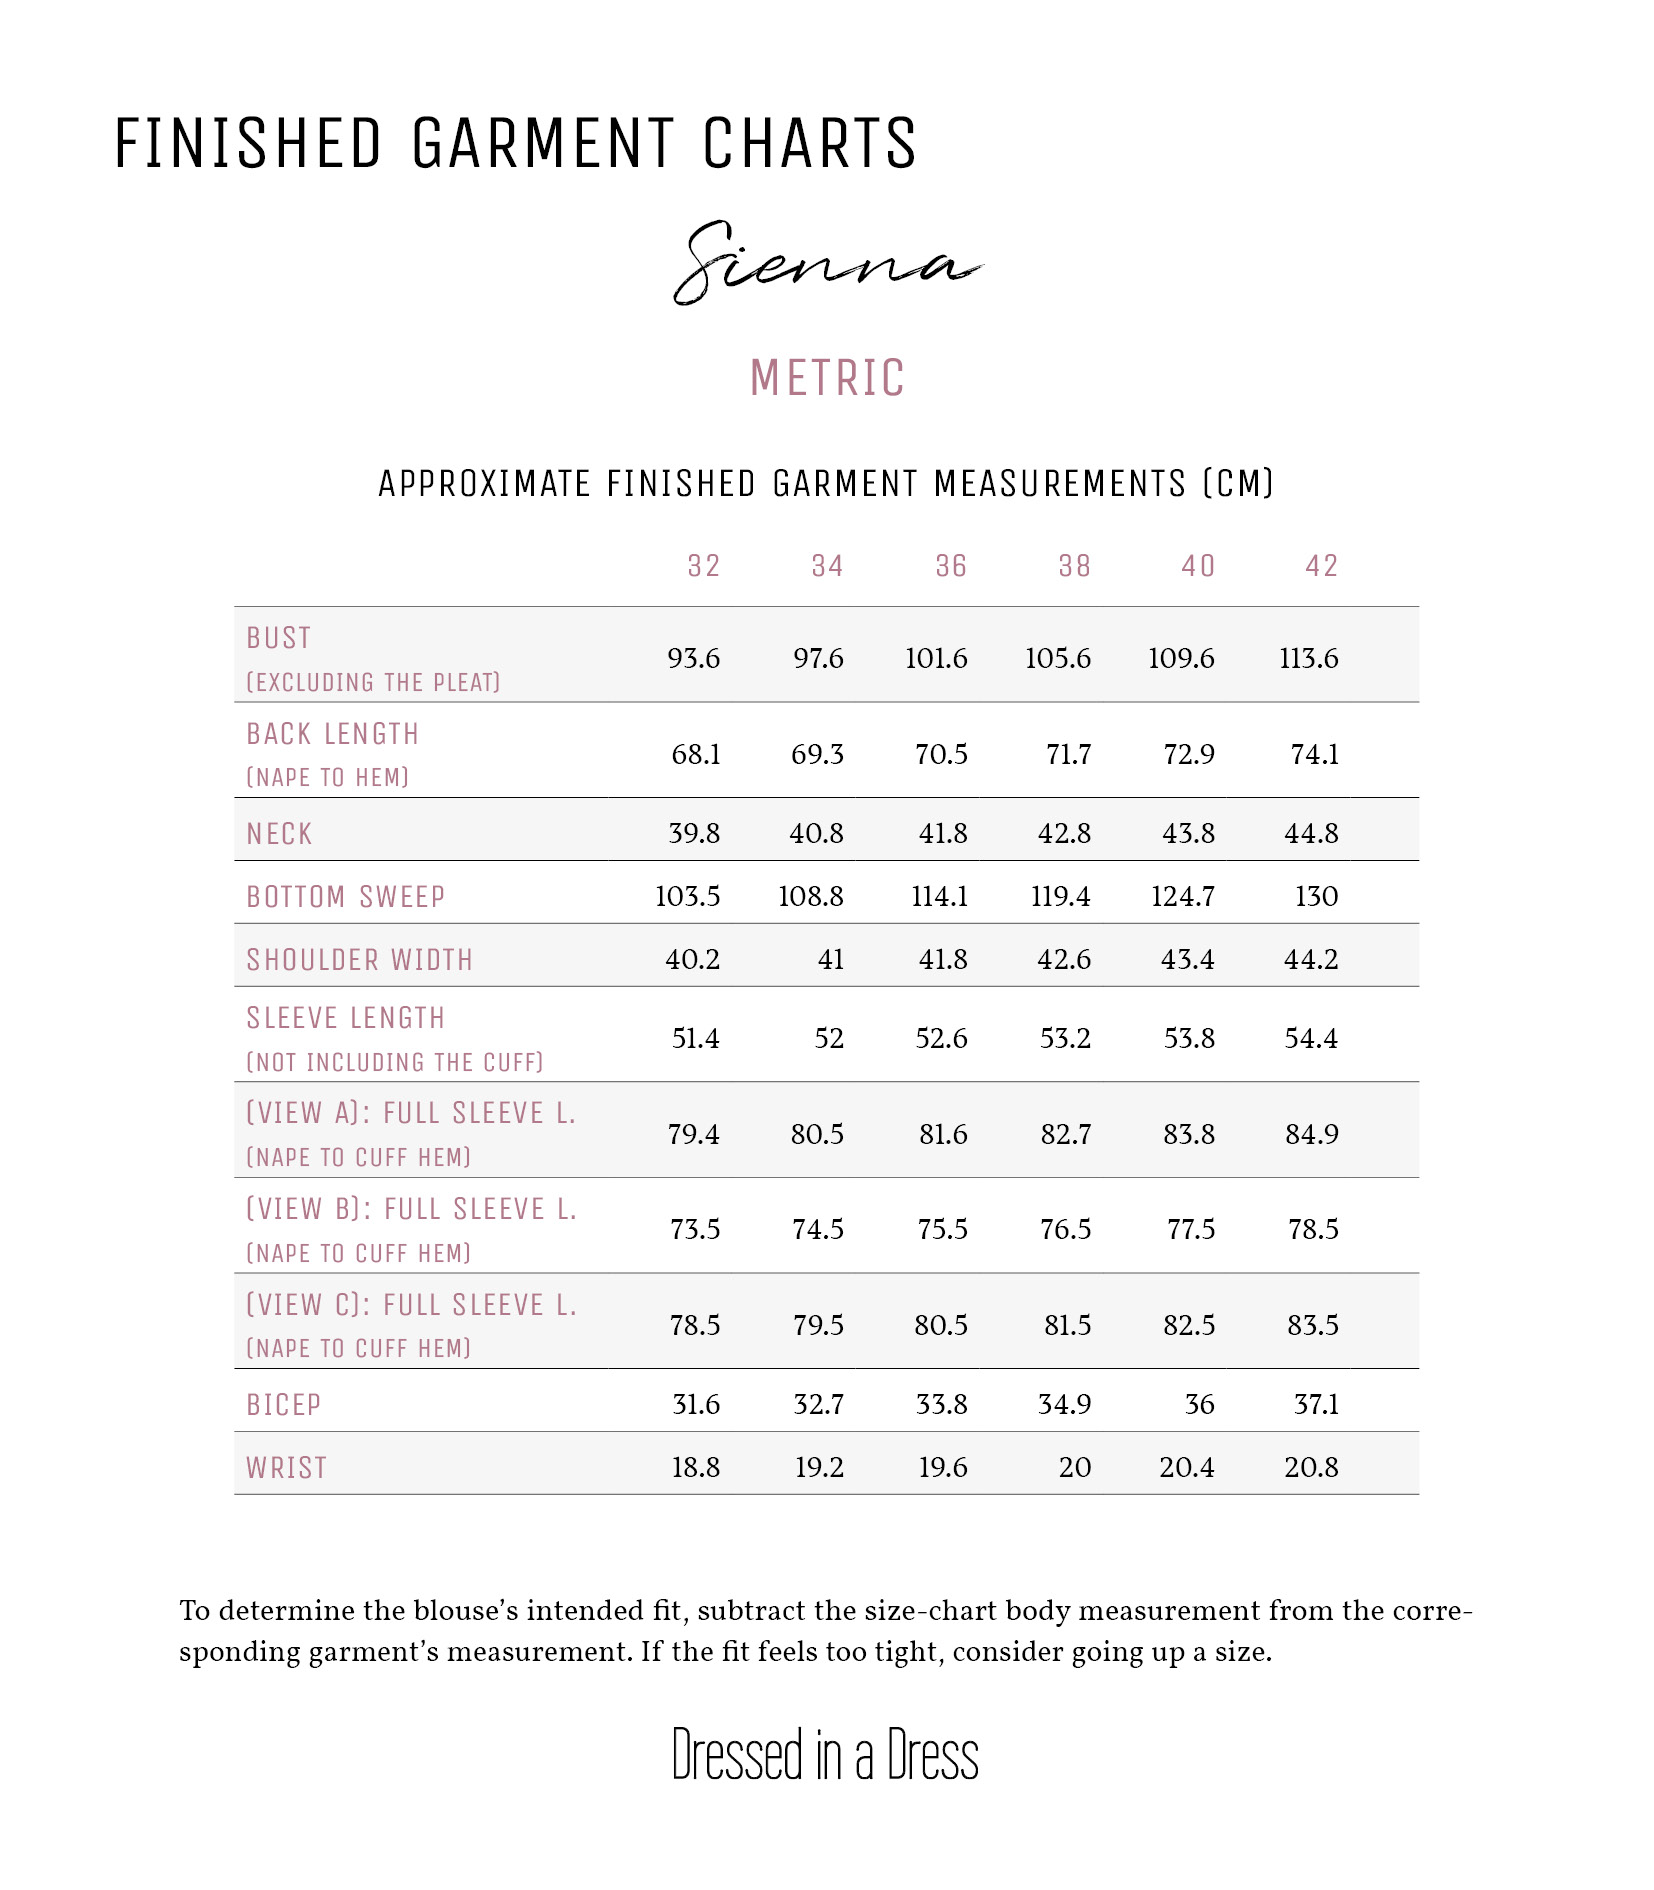 FINISHED GARMENT CHARTS
Sienna
METRIC
APPROXIMATE FINISHED GARMENT MEASUREMENTS (CM)
32 34 36 38 40 42
BUST
(EXCLUDING THE PLEAT)
93.6 97.6 101.6 105.6 109.6 113.6
BACK LENGTH
(NAPE TO HEM)
68.1 69.3 70.5 71.7 72.9 74.1
NECK 39.8 40.8 41.8 42.8 43.8 44.8
BOTTOM SWEEP 103.5 108.8 114.1 119.4 124.7 130
SHOULDER WIDTH 40.2 41 41.8 42.6 43.4 44.2
SLEEVE LENGTH
(NOT INCLUDING THE CUFF)
51.4 52 52.6 53.2 53.8 54.4
(VIEW A): FULL SLEEVE L.
(NAPE TO CUFF HEM)
79.4 80.5 81.6 82.7 83.8 84.9
(VIEW B): FULL SLEEVE L.
(NAPE TO CUFF HEM)
73.5 74.5 75.5 76.5 77.5 78.5
(VIEW C): FULL SLEEVE L.
(NAPE TO CUFF HEM)
78.5 79.5 80.5 81.5 82.5 83.5
BICEP 31.6 32.7 33.8 34.9 36 37.1
WRIST 18.8 19.2 19.6 20 20.4 20.8
To determine the blouse’s intended fit, subtract the size-chart body measurement from the corre-
sponding garment’s measurement. If the fit feels too tight, consider going up a size.
Dressed in a Dress